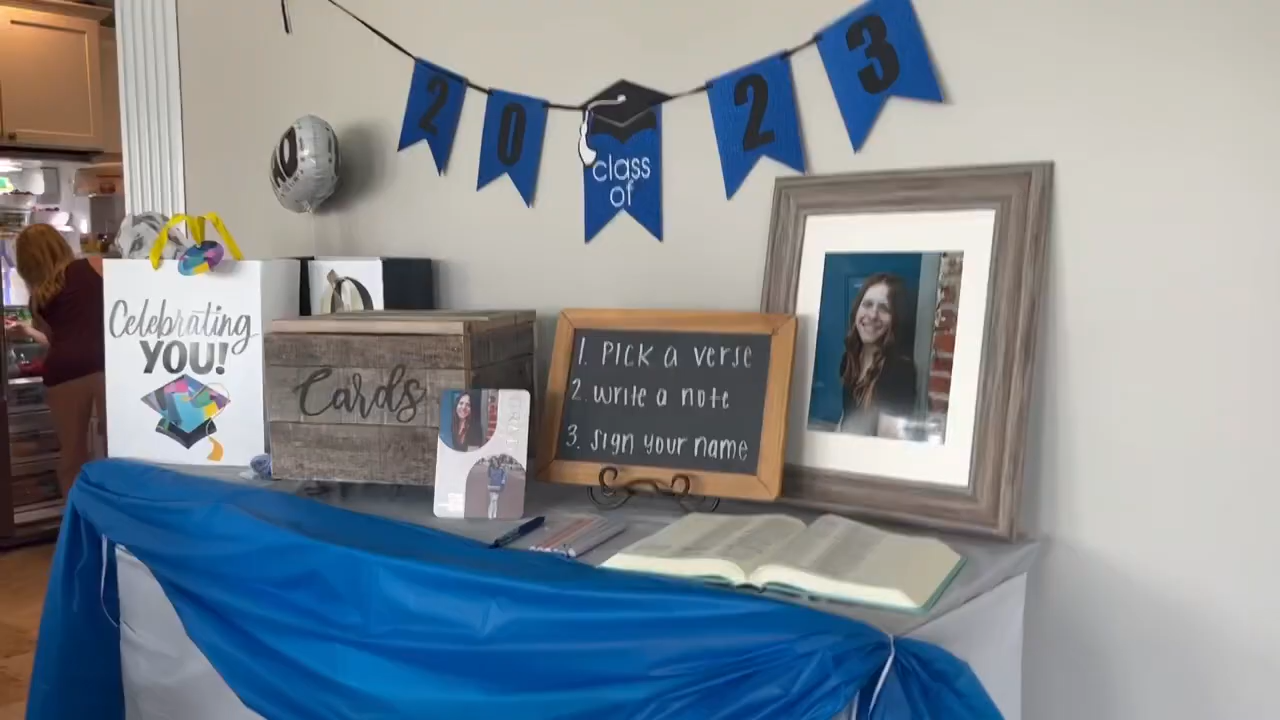 2 0 class of 2 3
Celebrating
YOU!
Cards
1. PICK a verse
2. write a note
3. sign your name